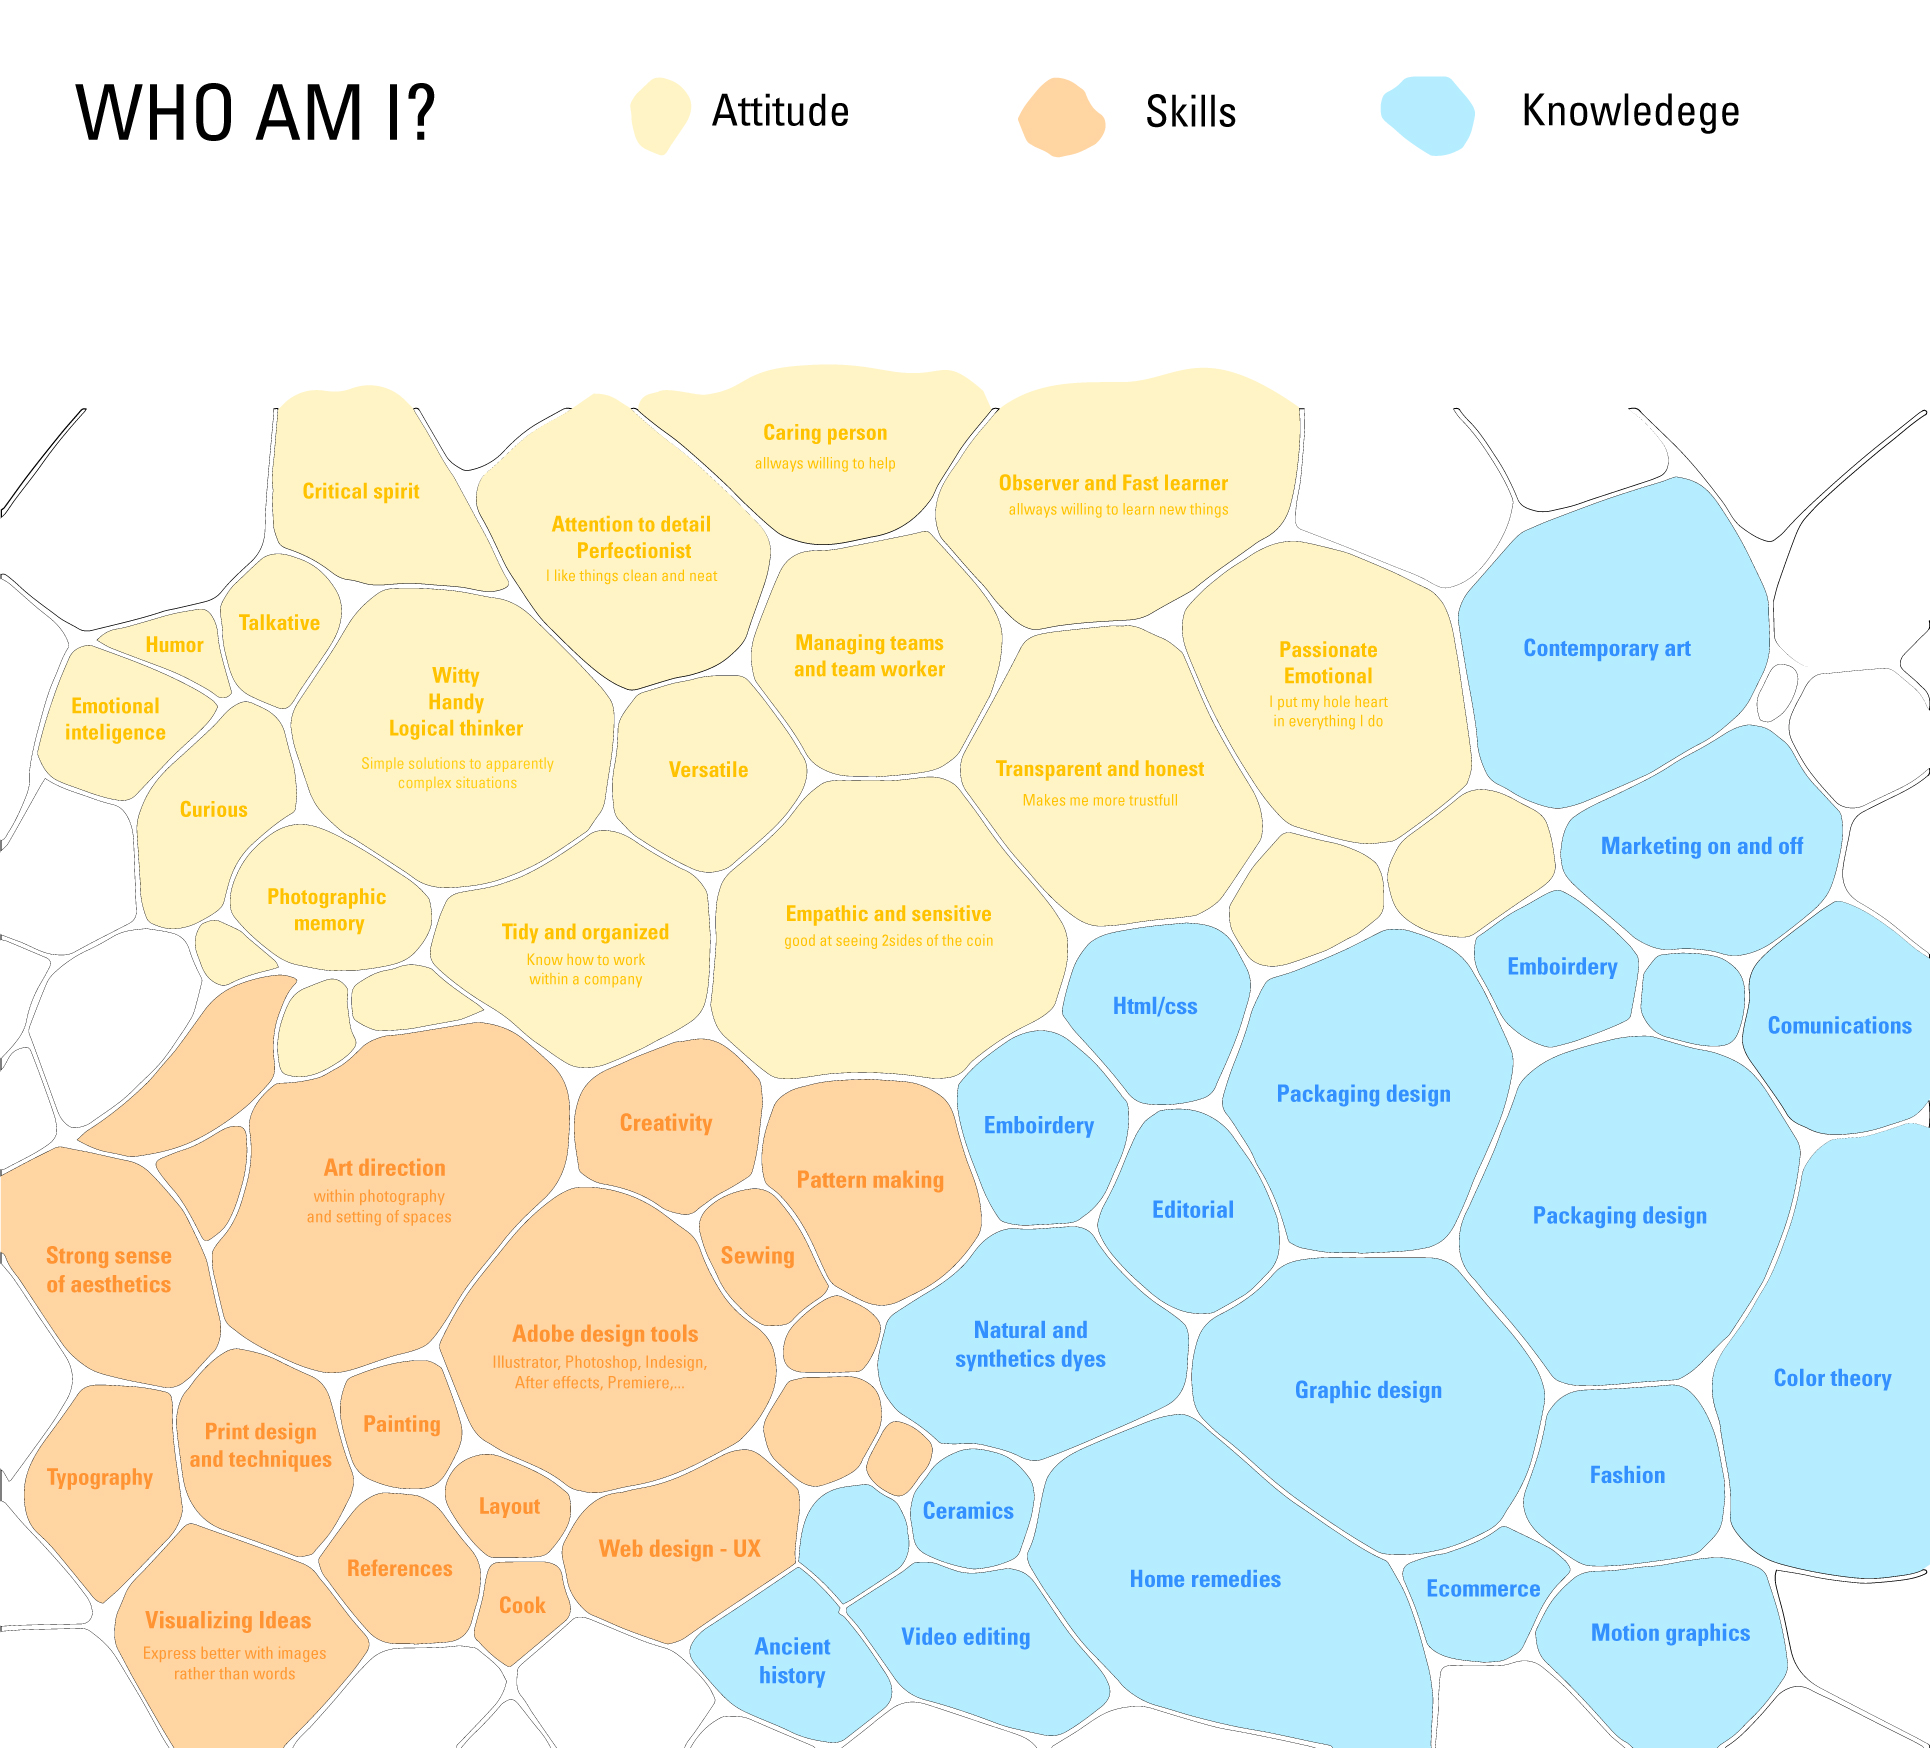 WHO AM I?
Attitude
Skills
Knowledege
Caring person
allways willing to help
Critical spirit
Observer and Fast learner
allways willing to learn new things
Attention to detail
Perfectionist
I like things clean and neat
Talkative
Humor
Managing teams
and team worker
Passionate
Emotional
I put my hole heart
in everything I do
Contemporary art
Witty
Handy
Logical thinker
Simple solutions to apparently
complex situations
Emotional
inteligence
Versatile
Transparent and honest
Makes me more trustfull
Curious
Marketing on and off
Photographic
memory
Tidy and organized
Know how to work
within a company
Empathic and sensitive
good at seeing 2sides of the coin
Emboirdery
Html/css
Comunications
Packaging design
Creativity
Emboirdery
Art direction
within photography
and setting of spaces
Pattern making
Editorial
Packaging design
Strong sense
of aesthetics
Sewing
Adobe design tools
Illustrator, Photoshop, Indesign,
After effects, Premiere,...
Natural and
synthetics dyes
Graphic design
Color theory
Painting
Print design
and techniques
Typography
Layout
Ceramics
Fashion
Web design - UX
References
Home remedies
Ecommerce
Cook
Visualizing Ideas
Express better with images
rather than words
Ancient
history
Video editing
Motion graphics